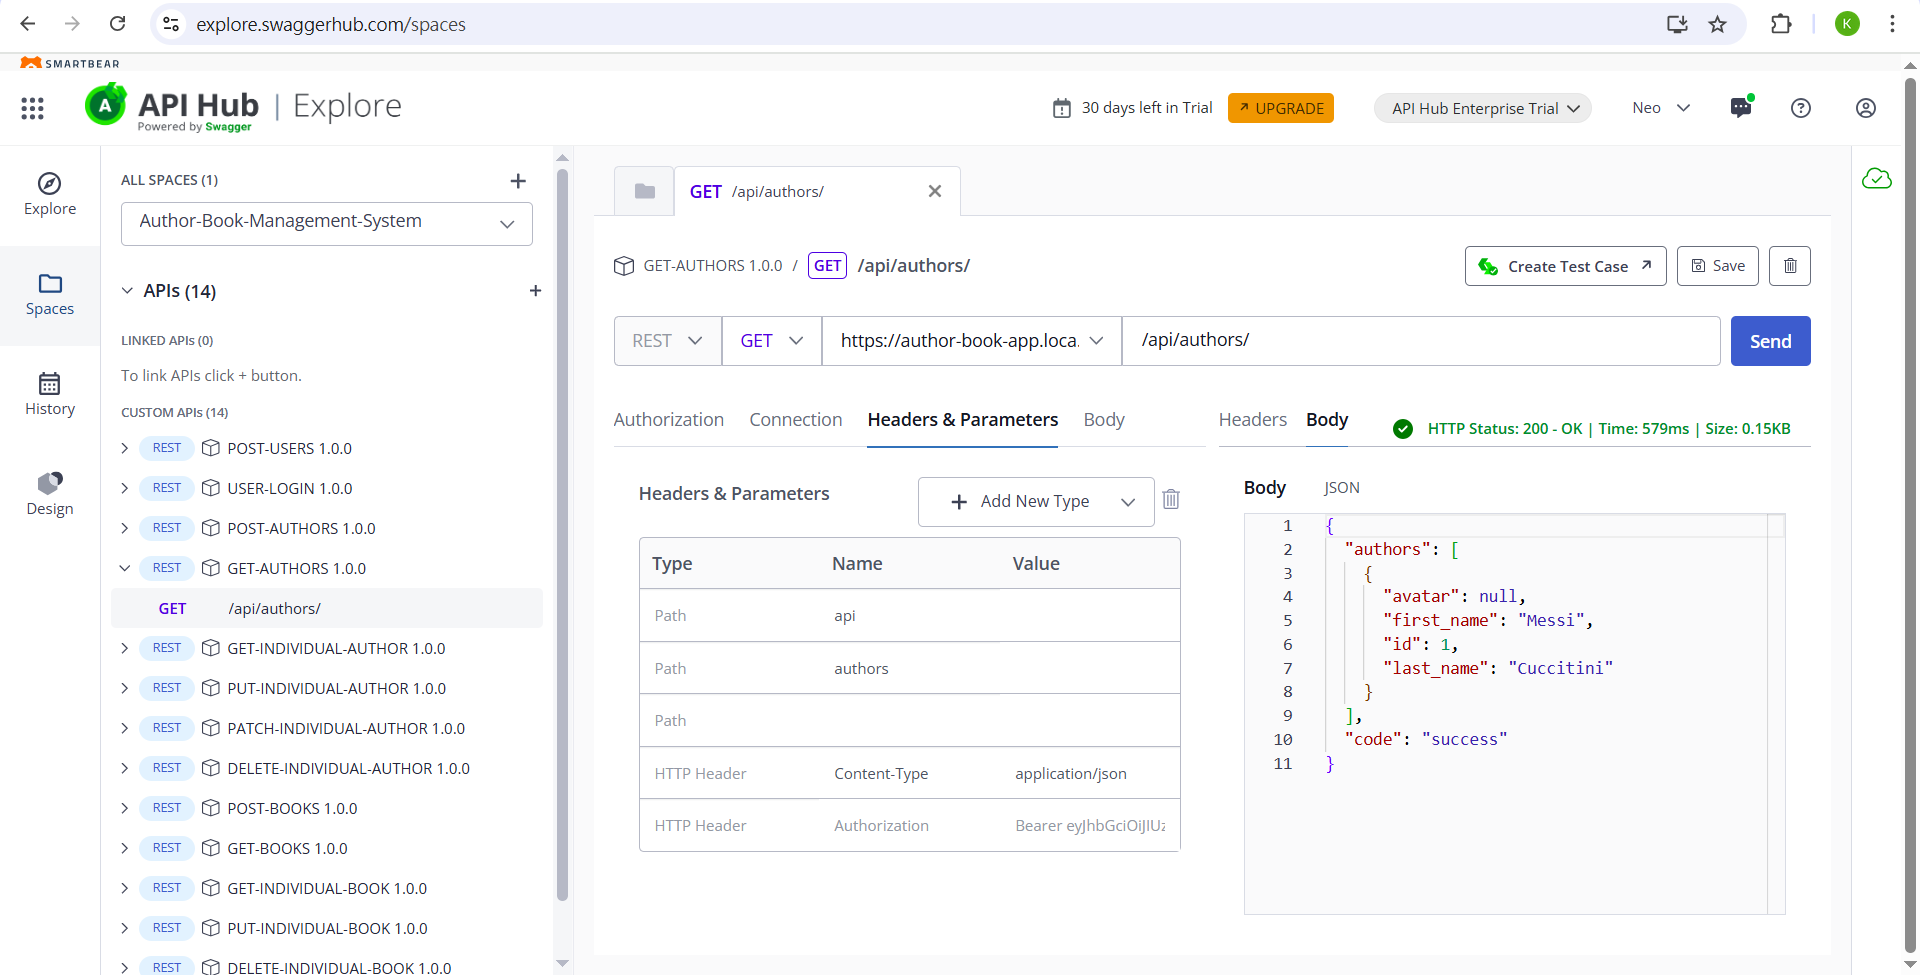 explore.swaggerhub.com/spaces
K
SMARTBEAR
API Hub
Powered by Swagger
Explore
30 days left in Trial
UPGRADE
API Hub Enterprise Trial
Neo
Explore
Spaces
History
Design
ALL SPACES (1)
Author-Book-Management-System
APIs (14)
LINKED APIs (0)
To link APIs click + button.
CUSTOM APIs (14)
REST POST-USERS 1.0.0
REST USER-LOGIN 1.0.0
REST POST-AUTHORS 1.0.0
REST GET-AUTHORS 1.0.0
GET /api/authors/
REST GET-INDIVIDUAL-AUTHOR 1.0.0
REST PUT-INDIVIDUAL-AUTHOR 1.0.0
REST PATCH-INDIVIDUAL-AUTHOR 1.0.0
REST DELETE-INDIVIDUAL-AUTHOR 1.0.0
REST POST-BOOKS 1.0.0
REST GET-BOOKS 1.0.0
REST GET-INDIVIDUAL-BOOK 1.0.0
REST PUT-INDIVIDUAL-BOOK 1.0.0
REST DELETE-INDIVIDUAL-BOOK 1.0.0
GET /api/authors/
GET-AUTHORS 1.0.0 / GET /api/authors/
Create Test Case
Save
REST GET https://author-book-app.loca. /api/authors/
Send
Authorization Connection Headers & Parameters Body
Headers & Parameters
+ Add New Type
Type Name Value
Path api
Path authors
Path
HTTP Header Content-Type application/json
HTTP Header Authorization Bearer eyJhbGciOiJIUz
Headers Body
HTTP Status: 200 - OK | Time: 579ms | Size: 0.15KB
Body JSON
1 {
2 "authors": [
3 {
4 "avatar": null,
5 "first_name": "Messi",
6 "id": 1,
7 "last_name": "Cuccitini"
8 }
9 ],
10 "code": "success"
11 }